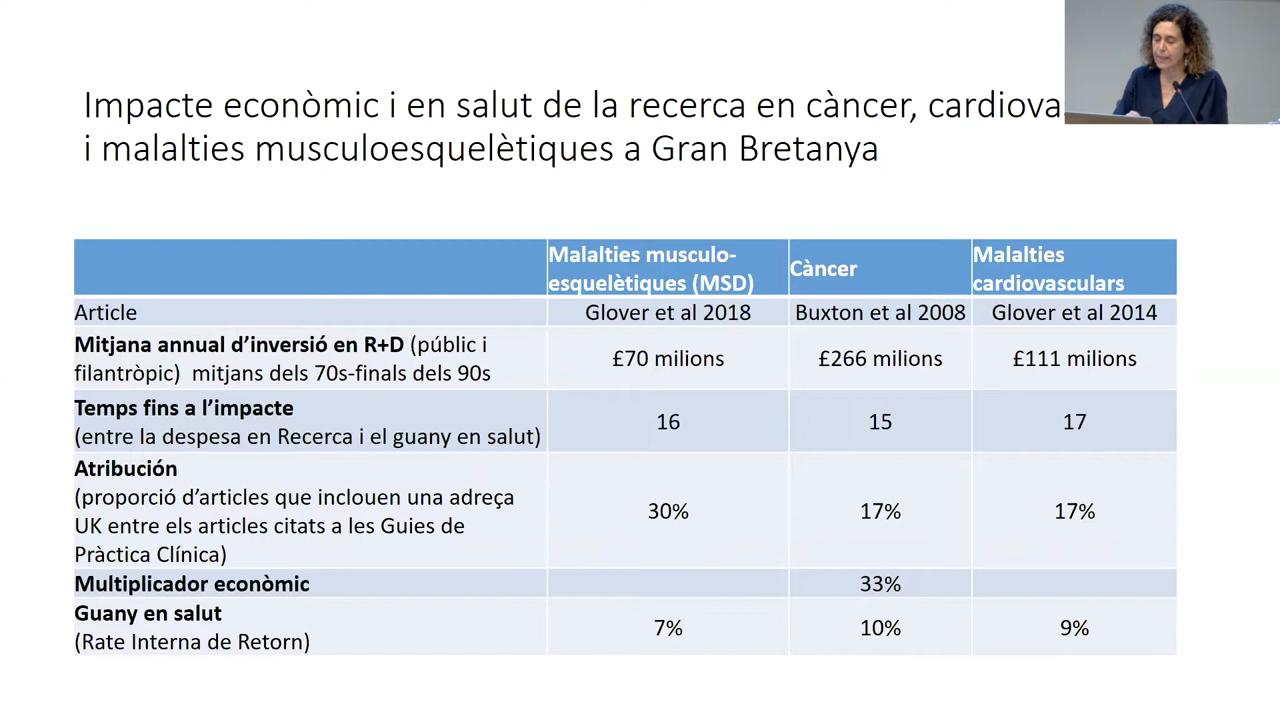 Impacte econòmic i en salut de la recerca en càncer, cardiova
i malalties musculoesquelètiques a Gran Bretanya
Malalties musculo-
esquelètiques (MSD)
Càncer
Malalties
cardiovasculars
Article
Glover et al 2018
Buxton et al 2008
Glover et al 2014
Mitjana annual d’inversió en R+D (públic i
filantròpic) mitjans dels 70s-finals dels 90s
£70 milions
£266 milions
£111 milions
Temps fins a l’impacte
(entre la despesa en Recerca i el guany en salut)
16
15
17
Atribución
(proporció d’articles que inclouen una adreça
UK entre els articles citats a les Guies de
Pràctica Clínica)
30%
17%
17%
Multiplicador econòmic
33%
Guany en salut
(Rate Interna de Retorn)
7%
10%
9%